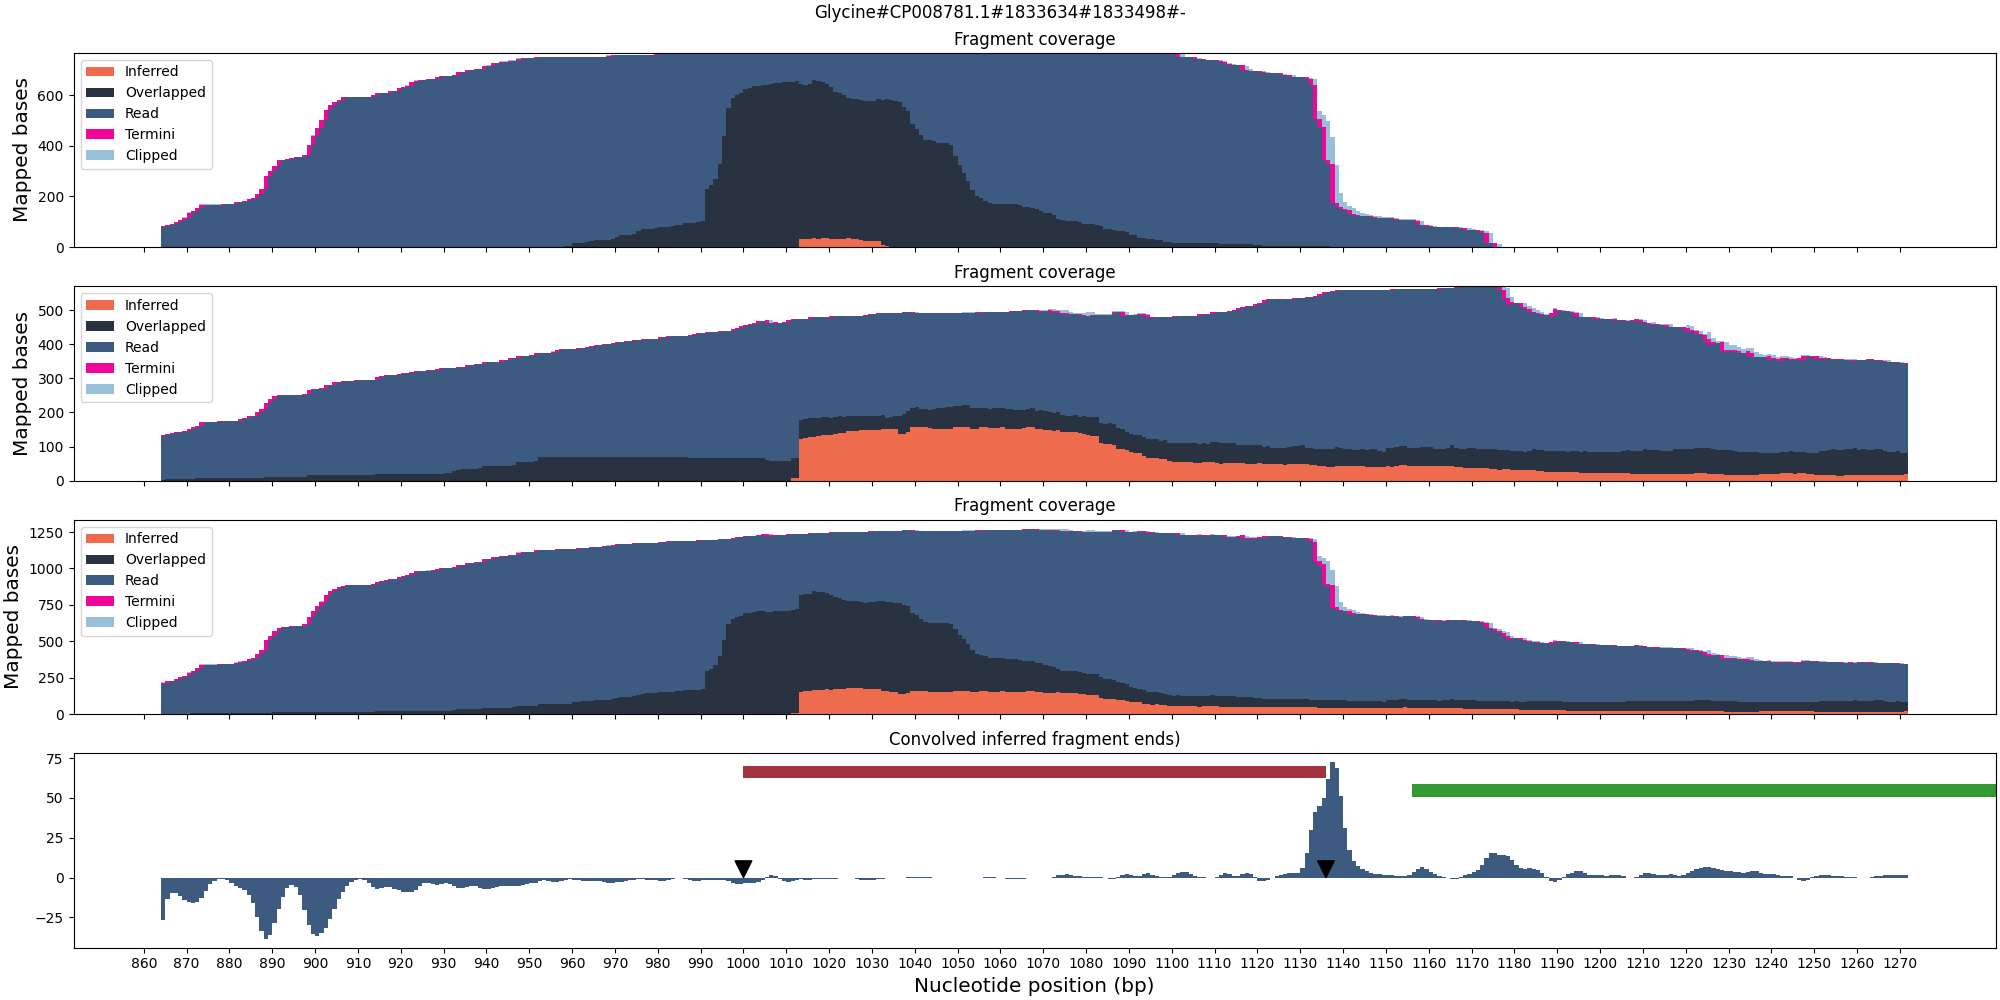 Glycine#CP008781.1#1833634#1833498#-
Fragment coverage
Mapped bases
600
400
200
0
Inferred
Overlapped
Read
Termini
Clipped
Fragment coverage
Mapped bases
500
400
300
200
100
0
Inferred
Overlapped
Read
Termini
Clipped
Fragment coverage
Mapped bases
1250
1000
750
500
250
0
Inferred
Overlapped
Read
Termini
Clipped
Convolved inferred fragment ends)
75
50
25
0
−25
860 870 880 890 900 910 920 930 940 950 960 970 980 990 1000 1010 1020 1030 1040 1050 1060 1070 1080 1090 1100 1110 1120 1130 1140 1150 1160 1170 1180 1190 1200 1210 1220 1230 1240 1250 1260 1270
Nucleotide position (bp)